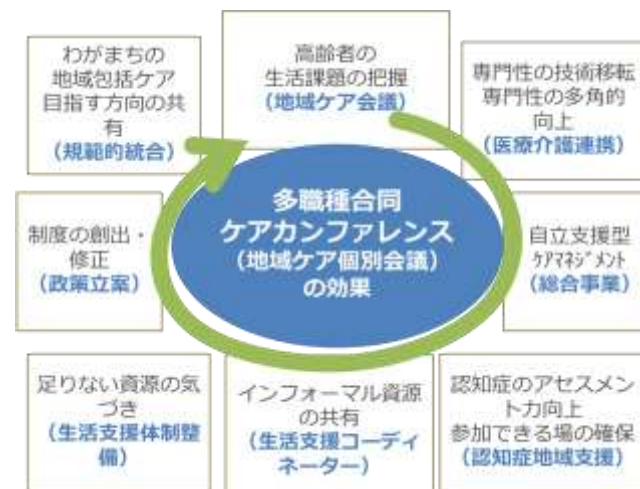 わがまちの
地域包括ケア
目指す方向の共
有
(規範的統合)
高齢者の
生活課題の把握
(地域ケア会議)
専門性の技術移転
専門性の多角的
向上
(医療介護連携)
制度の創出・
修正
(政策立案)
多職種合同
ケアカンファレンス
(地域ケア個別会議)
の効果
自立支援型
ｹｱﾏﾈｼﾞﾒﾝﾄ
(総合事業)
足りない資源の気
づき
(生活支援体制整
備)
インフォーマル資源
の共有
(生活支援コーディ
ネーター)
認知症のアセスメン
ト力向上
参加できる場の確保
(認知症地域支援)